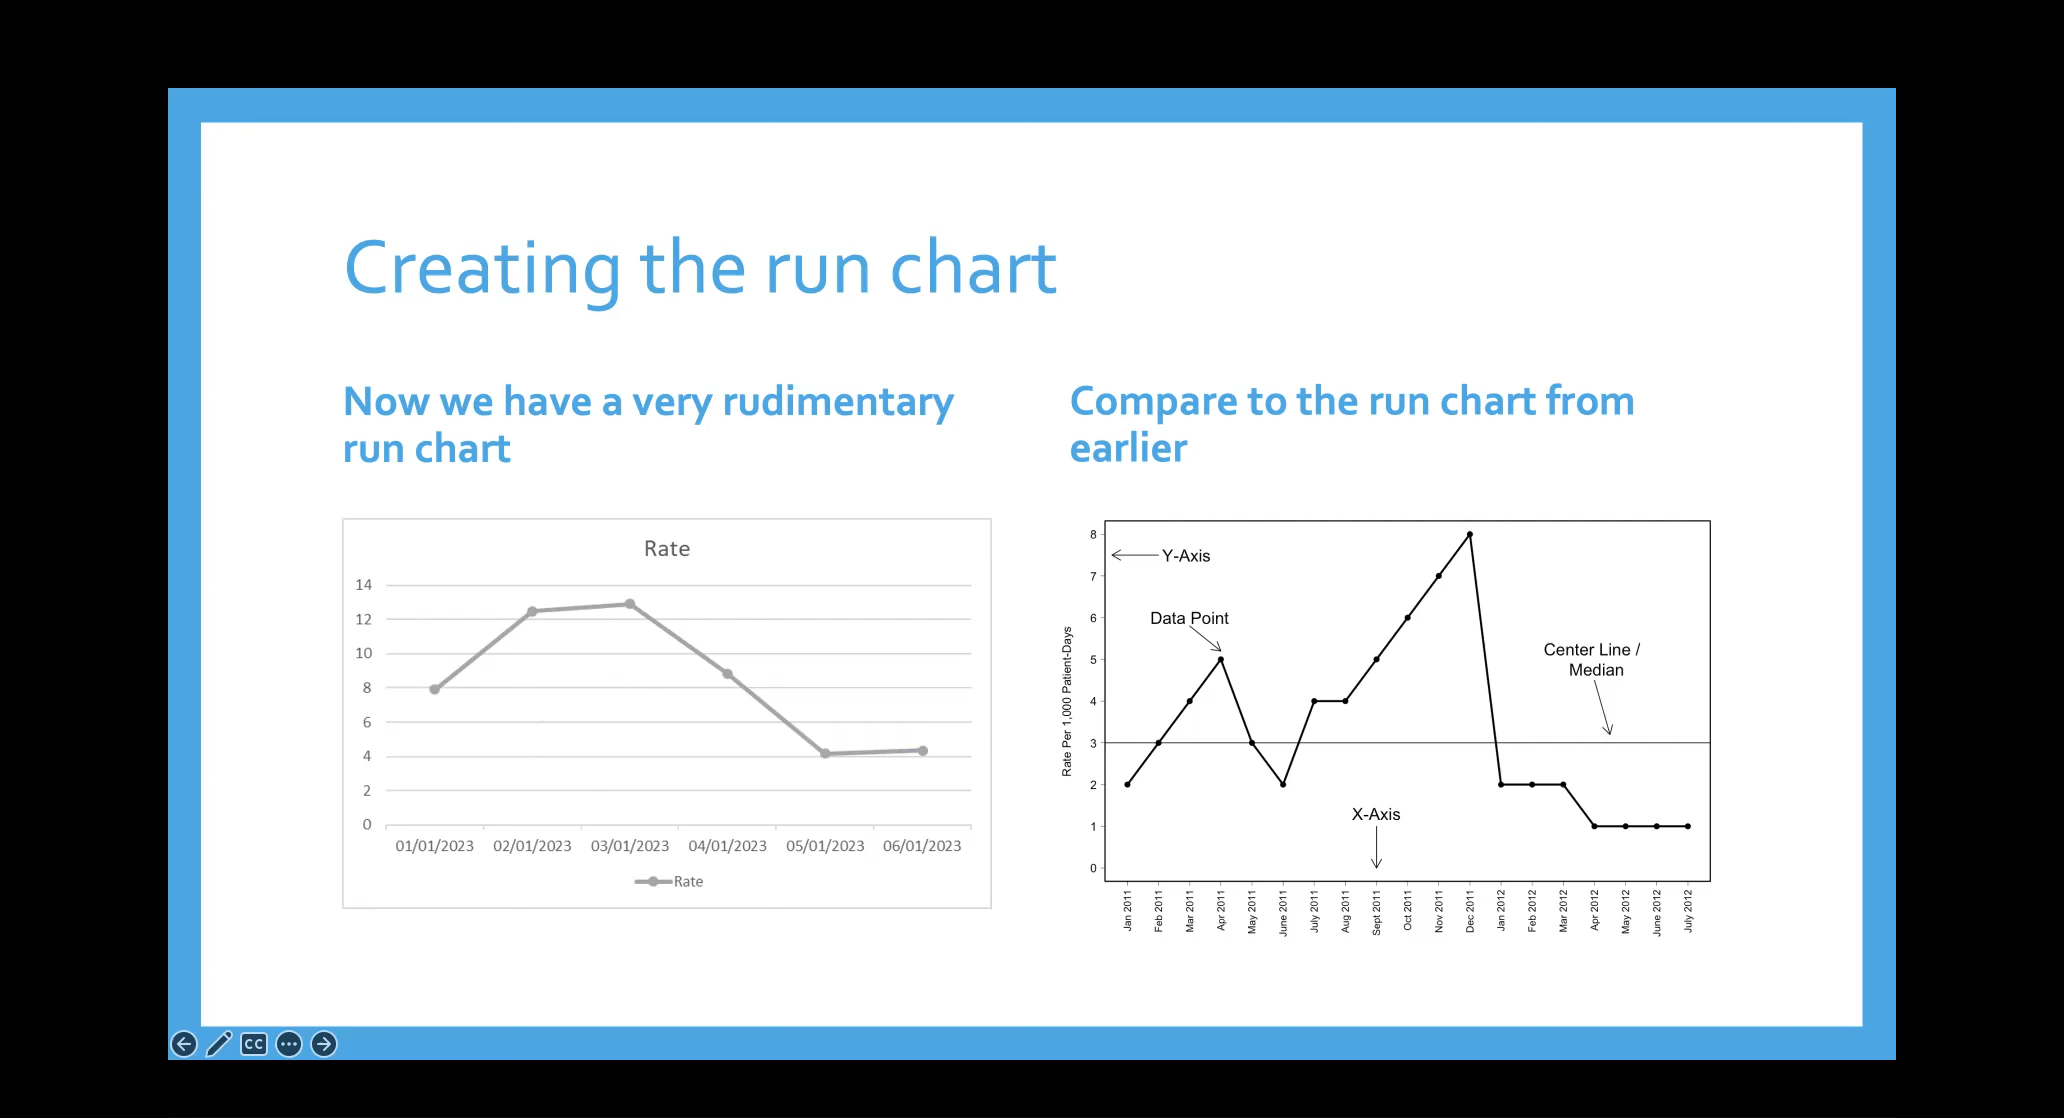 Creating the run chart
Now we have a very rudimentary
run chart
Compare to the run chart from
earlier
Rate
14
12
10
8
6
4
2
0
01/01/2023 02/01/2023 03/01/2023 04/01/2023 05/01/2023 06/01/2023
Rate
8
7
6
5
4
3
2
1
0
Rate Per 1,000 Patient-Days
Y-Axis
Data Point
Center Line /
Median
X-Axis
Jan 2011
Feb 2011
Mar 2011
Apr 2011
May 2011
June 2011
July 2011
Aug 2011
Sept 2011
Oct 2011
Nov 2011
Dec 2011
Jan 2012
Feb 2012
Mar 2012
Apr 2012
May 2012
June 2012
July 2012
CC